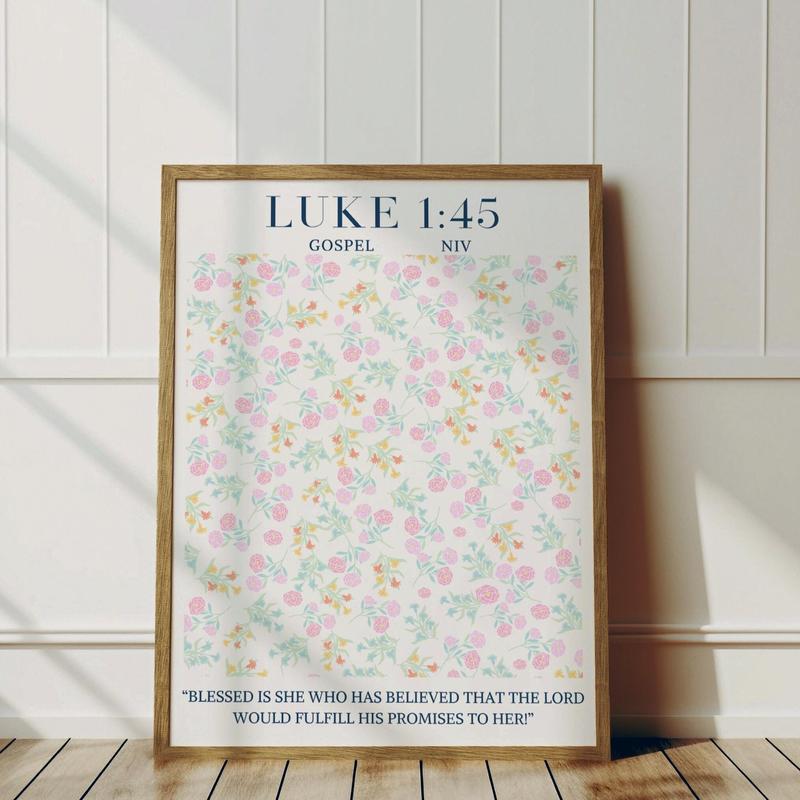 LUKE 1:45
GOSPEL NIV
“BLESSED IS SHE WHO HAS BELIEVED THAT THE LORD
WOULD FULFILL HIS PROMISES TO HER!”